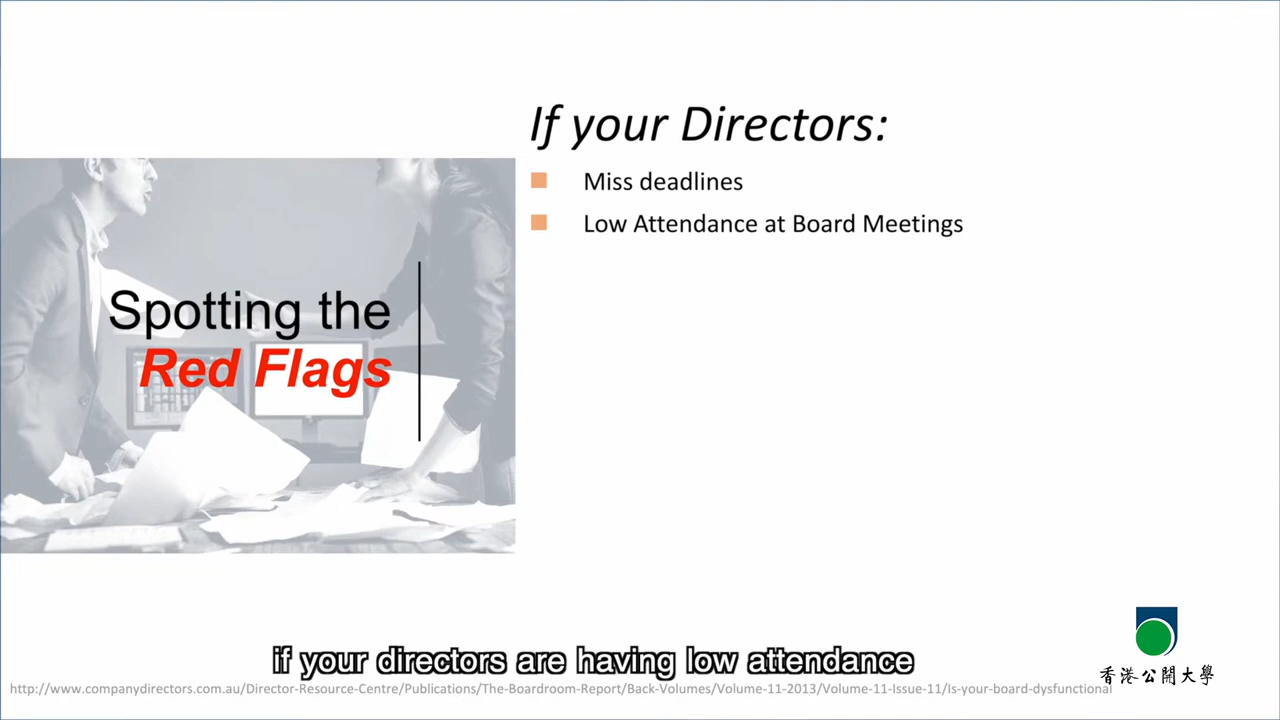 If your Directors:
Miss deadlines
Low Attendance at Board Meetings
Spotting the
Red Flags
if your directors are having low attendance
http://www.companydirectors.com.au/Director-Resource-Centre/Publications/The-Boardroom-Report/Back-Volumes/Volume-11-2013/Volume-11-Issue-11/Is-your-board-dysfunctional
香港公開大學